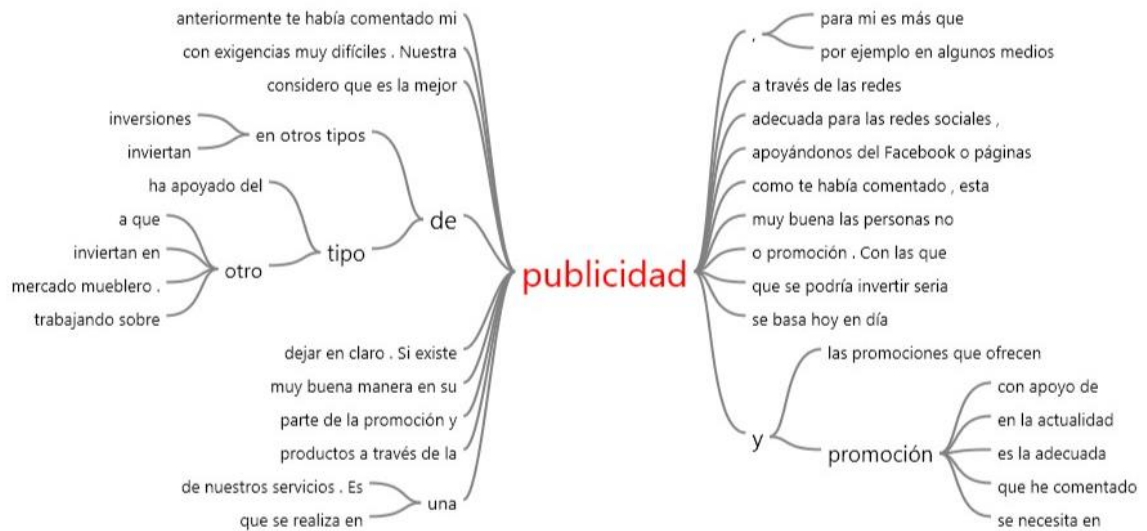 anteriormente te había comentado mi
con exigencias muy difíciles . Nuestra
considero que es la mejor
inversiones
inviertan
en otros tipos
ha apoyado del
a que
inviertan en
mercado mueblero .
trabajando sobre
otro
tipo
de
dejar en claro . Si existe
muy buena manera en su
parte de la promoción y
productos a través de la
de nuestros servicios . Es
que se realiza en
una
publicidad
,
para mi es más que
por ejemplo en algunos medios
a través de las redes
adecuada para las redes sociales ,
apoyándonos del Facebook o páginas
como te había comentado , esta
muy buena las personas no
o promoción . Con las que
que se podría invertir seria
se basa hoy en día
y
las promociones que ofrecen
promoción
con apoyo de
en la actualidad
es la adecuada
que he comentado
se necesita en